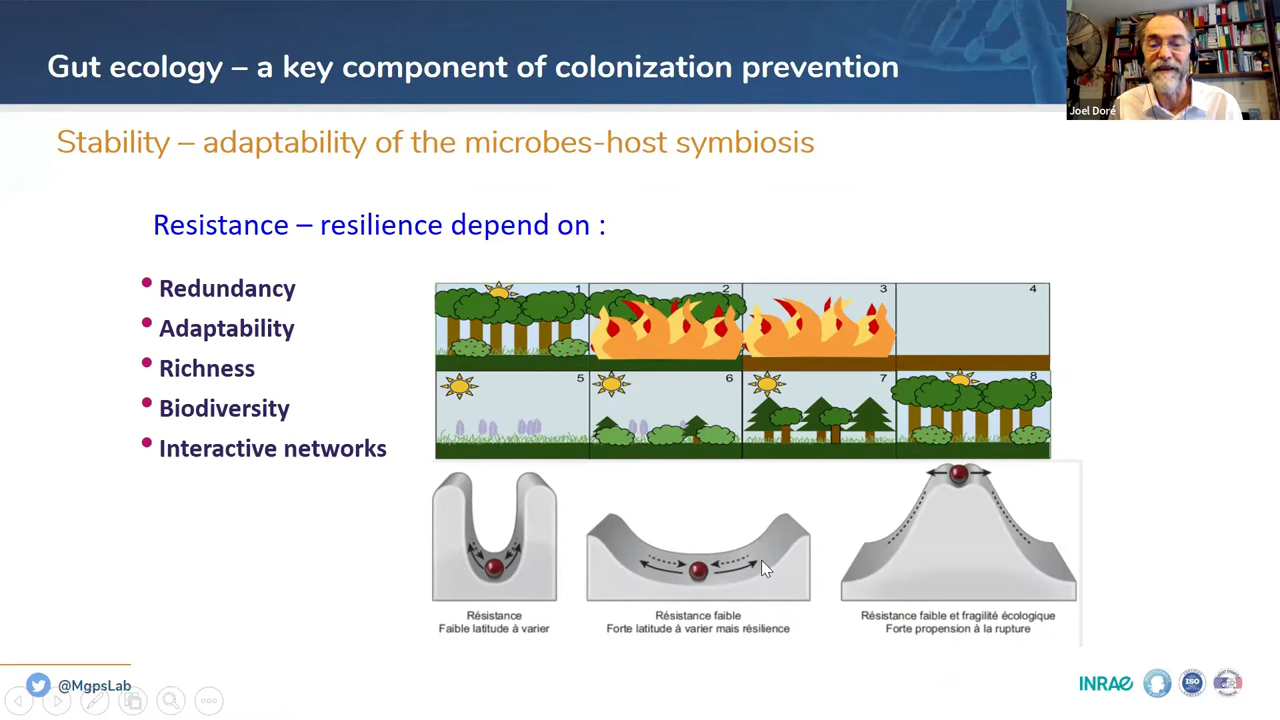 Gut ecology – a key component of colonization prevention
Joel Doré
Stability – adaptability of the microbes-host symbiosis
Resistance – resilience depend on :
• Redundancy
• Adaptability
• Richness
• Biodiversity
• Interactive networks
1
2
3
4
5
6
7
8
Résistance
Faible latitude à varier
Résistance faible
Forte latitude à varier mais résilience
Résistance faible et fragilité écologique
Forte propension à la rupture
@MgpsLab
INRAE
ISO